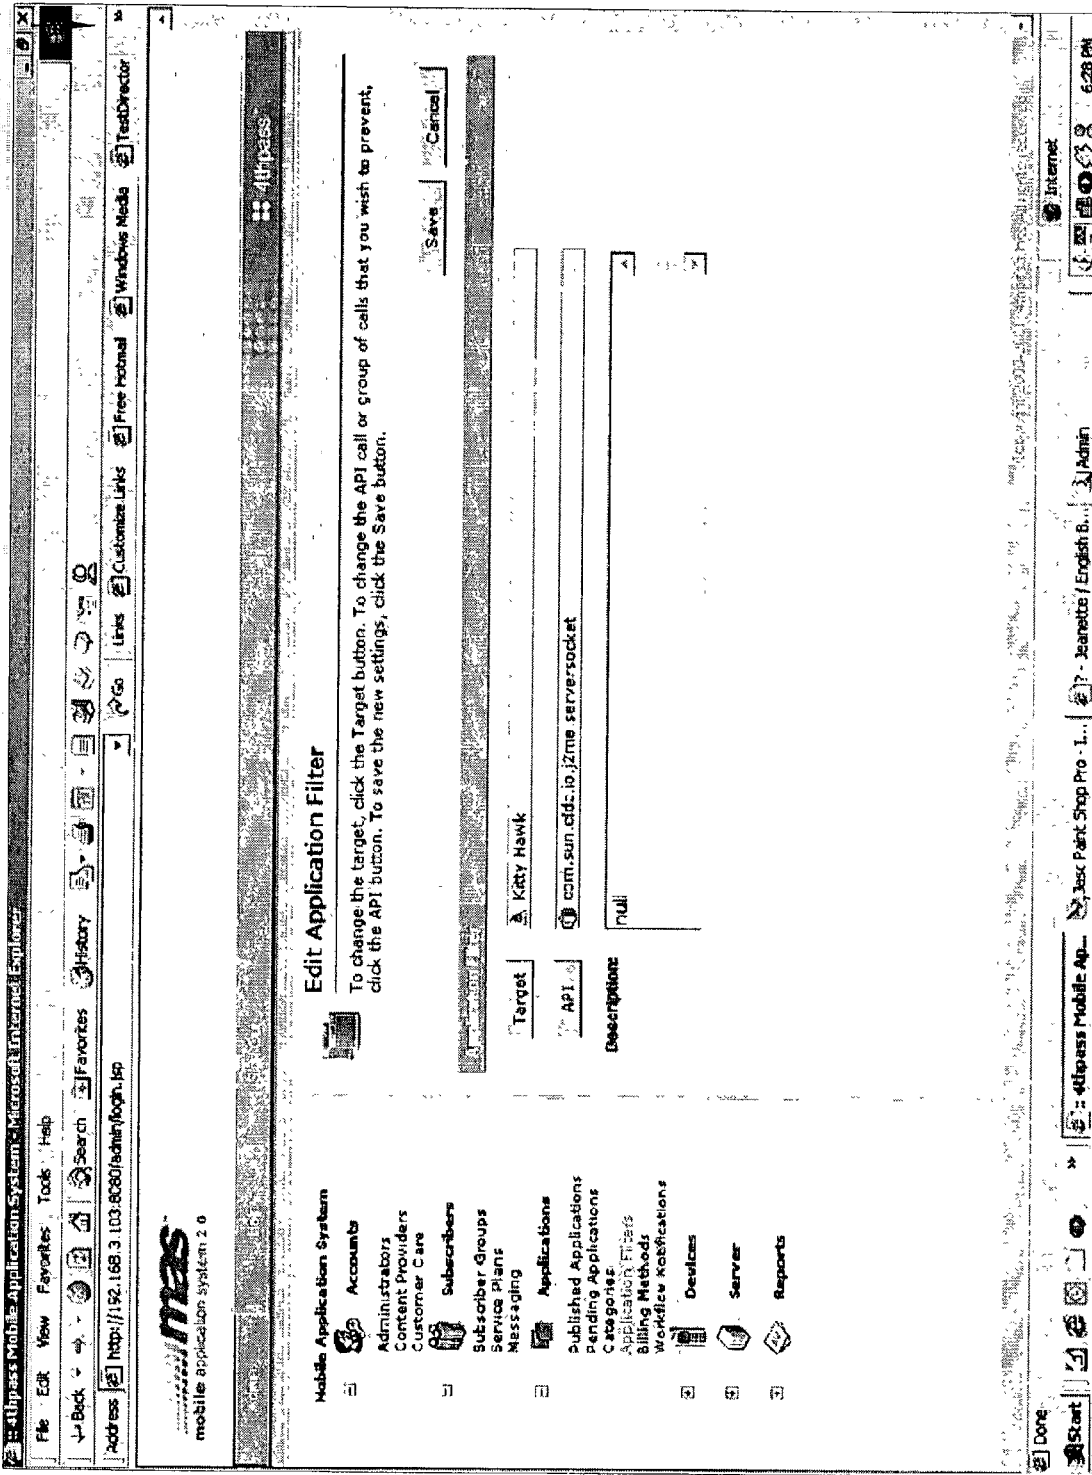 :: 4thpass Mobile Application System - Microsoft Internet Explorer
File Edit View Favorites Tools Help
Back Search Favorites History
Address http://192.168.3.103:8080/admin/login.jsp Go Links Customize Links Free Hotmail Windows Media TestDirector
mas
mobile application system 2.0
4thpass
Mobile Application System
Accounts
Administrators
Content Providers
Customer Care
Subscribers
Subscriber Groups
Service Plans
Messaging
Applications
Published Applications
Pending Applications
Categories
Application Filters
Billing Methods
Workflow Notifications
Devices
Server
Reports
Edit Application Filter
To change the target, click the Target button. To change the API call or group of calls that you wish to prevent,
click the API button. To save the new settings, click the Save button.
Save Cancel
Target Kitty Hawk
API com.sun.cldc.io.j2me.serversocket
Description: null
Done Internet
Start :: 4thpass Mobile Ap... Jasc Paint Shop Pro - I... ? - Jeanette / English B... Admin 6:28 PM